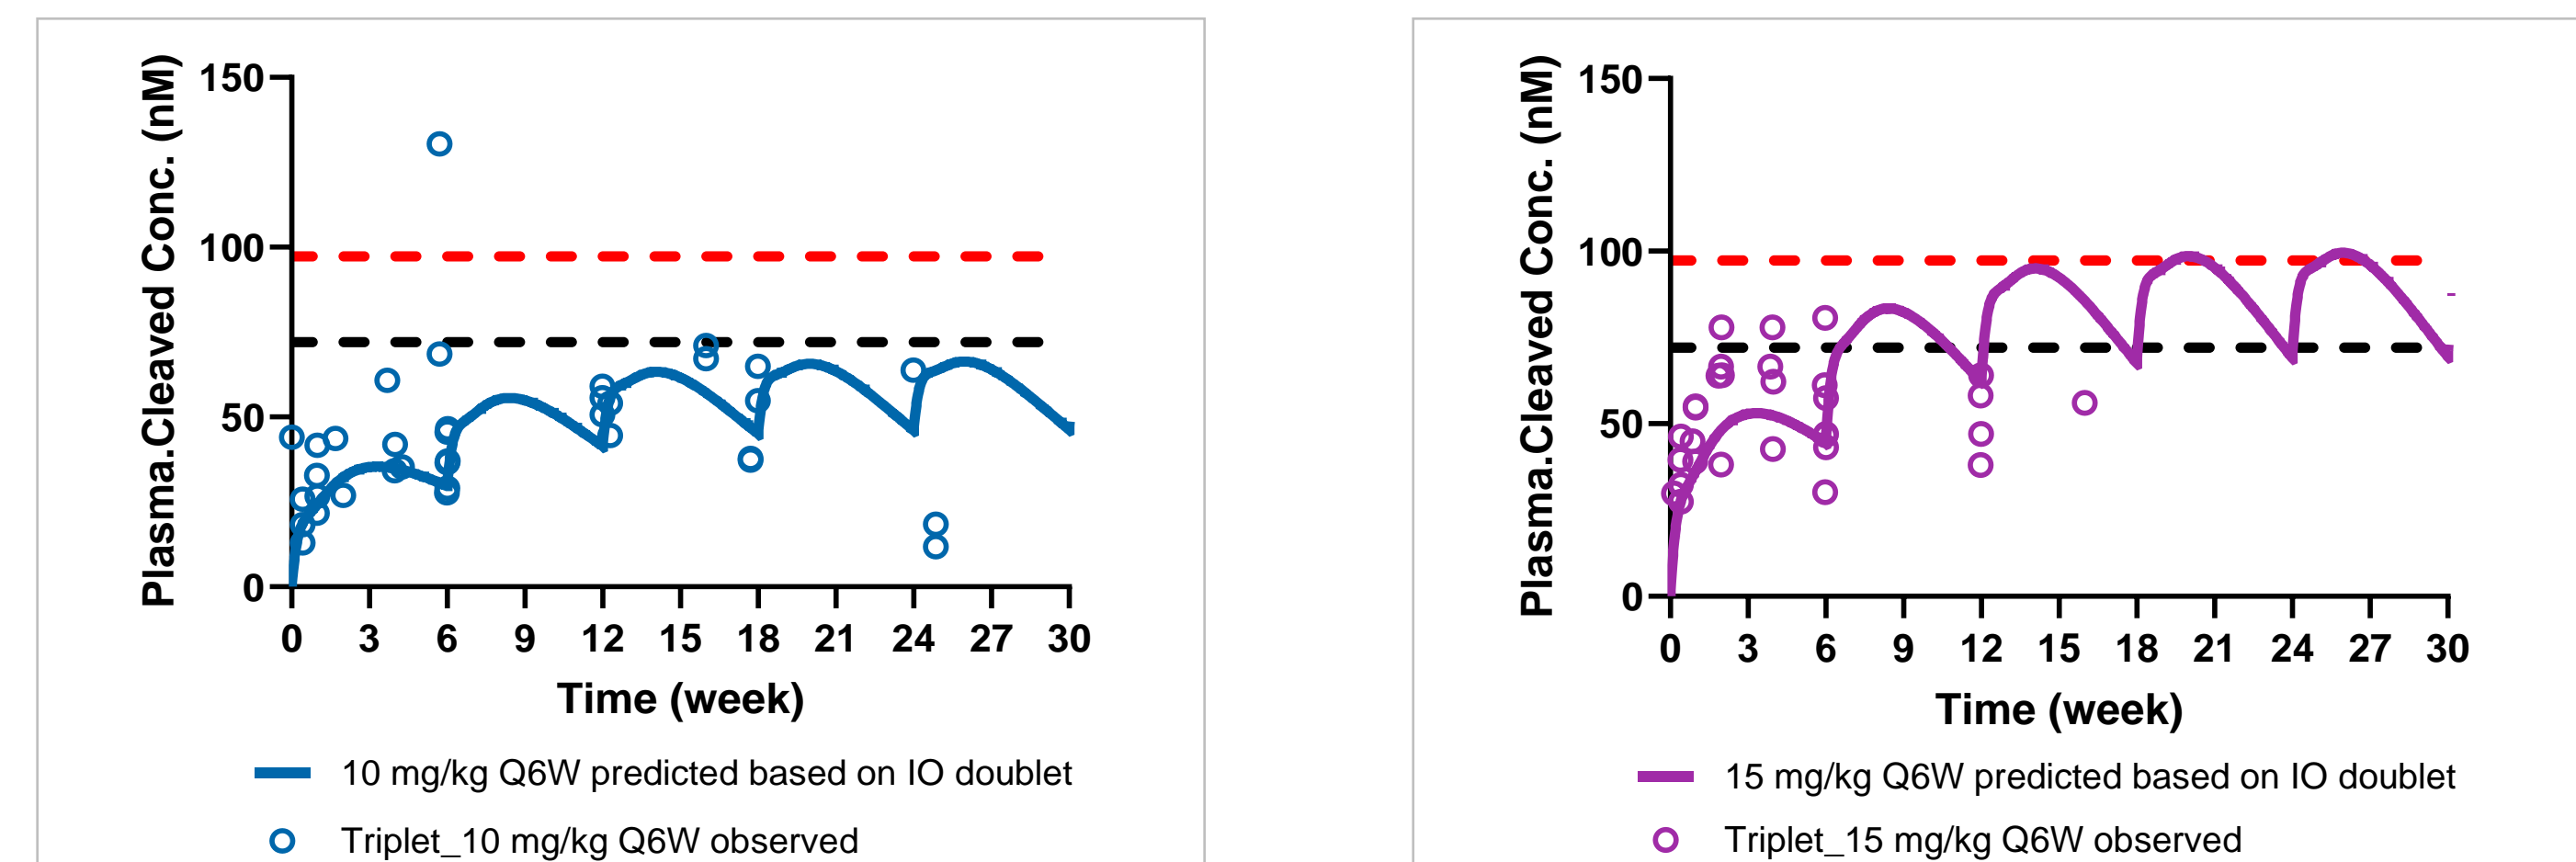 Plasma.Cleaved Conc. (nM)
150
100
50
0
0 3 6 9 12 15 18 21 24 27 30
Time (week)
10 mg/kg Q6W predicted based on IO doublet
Triplet_10 mg/kg Q6W observed
Plasma.Cleaved Conc. (nM)
150
100
50
0
0 3 6 9 12 15 18 21 24 27 30
Time (week)
15 mg/kg Q6W predicted based on IO doublet
Triplet_15 mg/kg Q6W observed